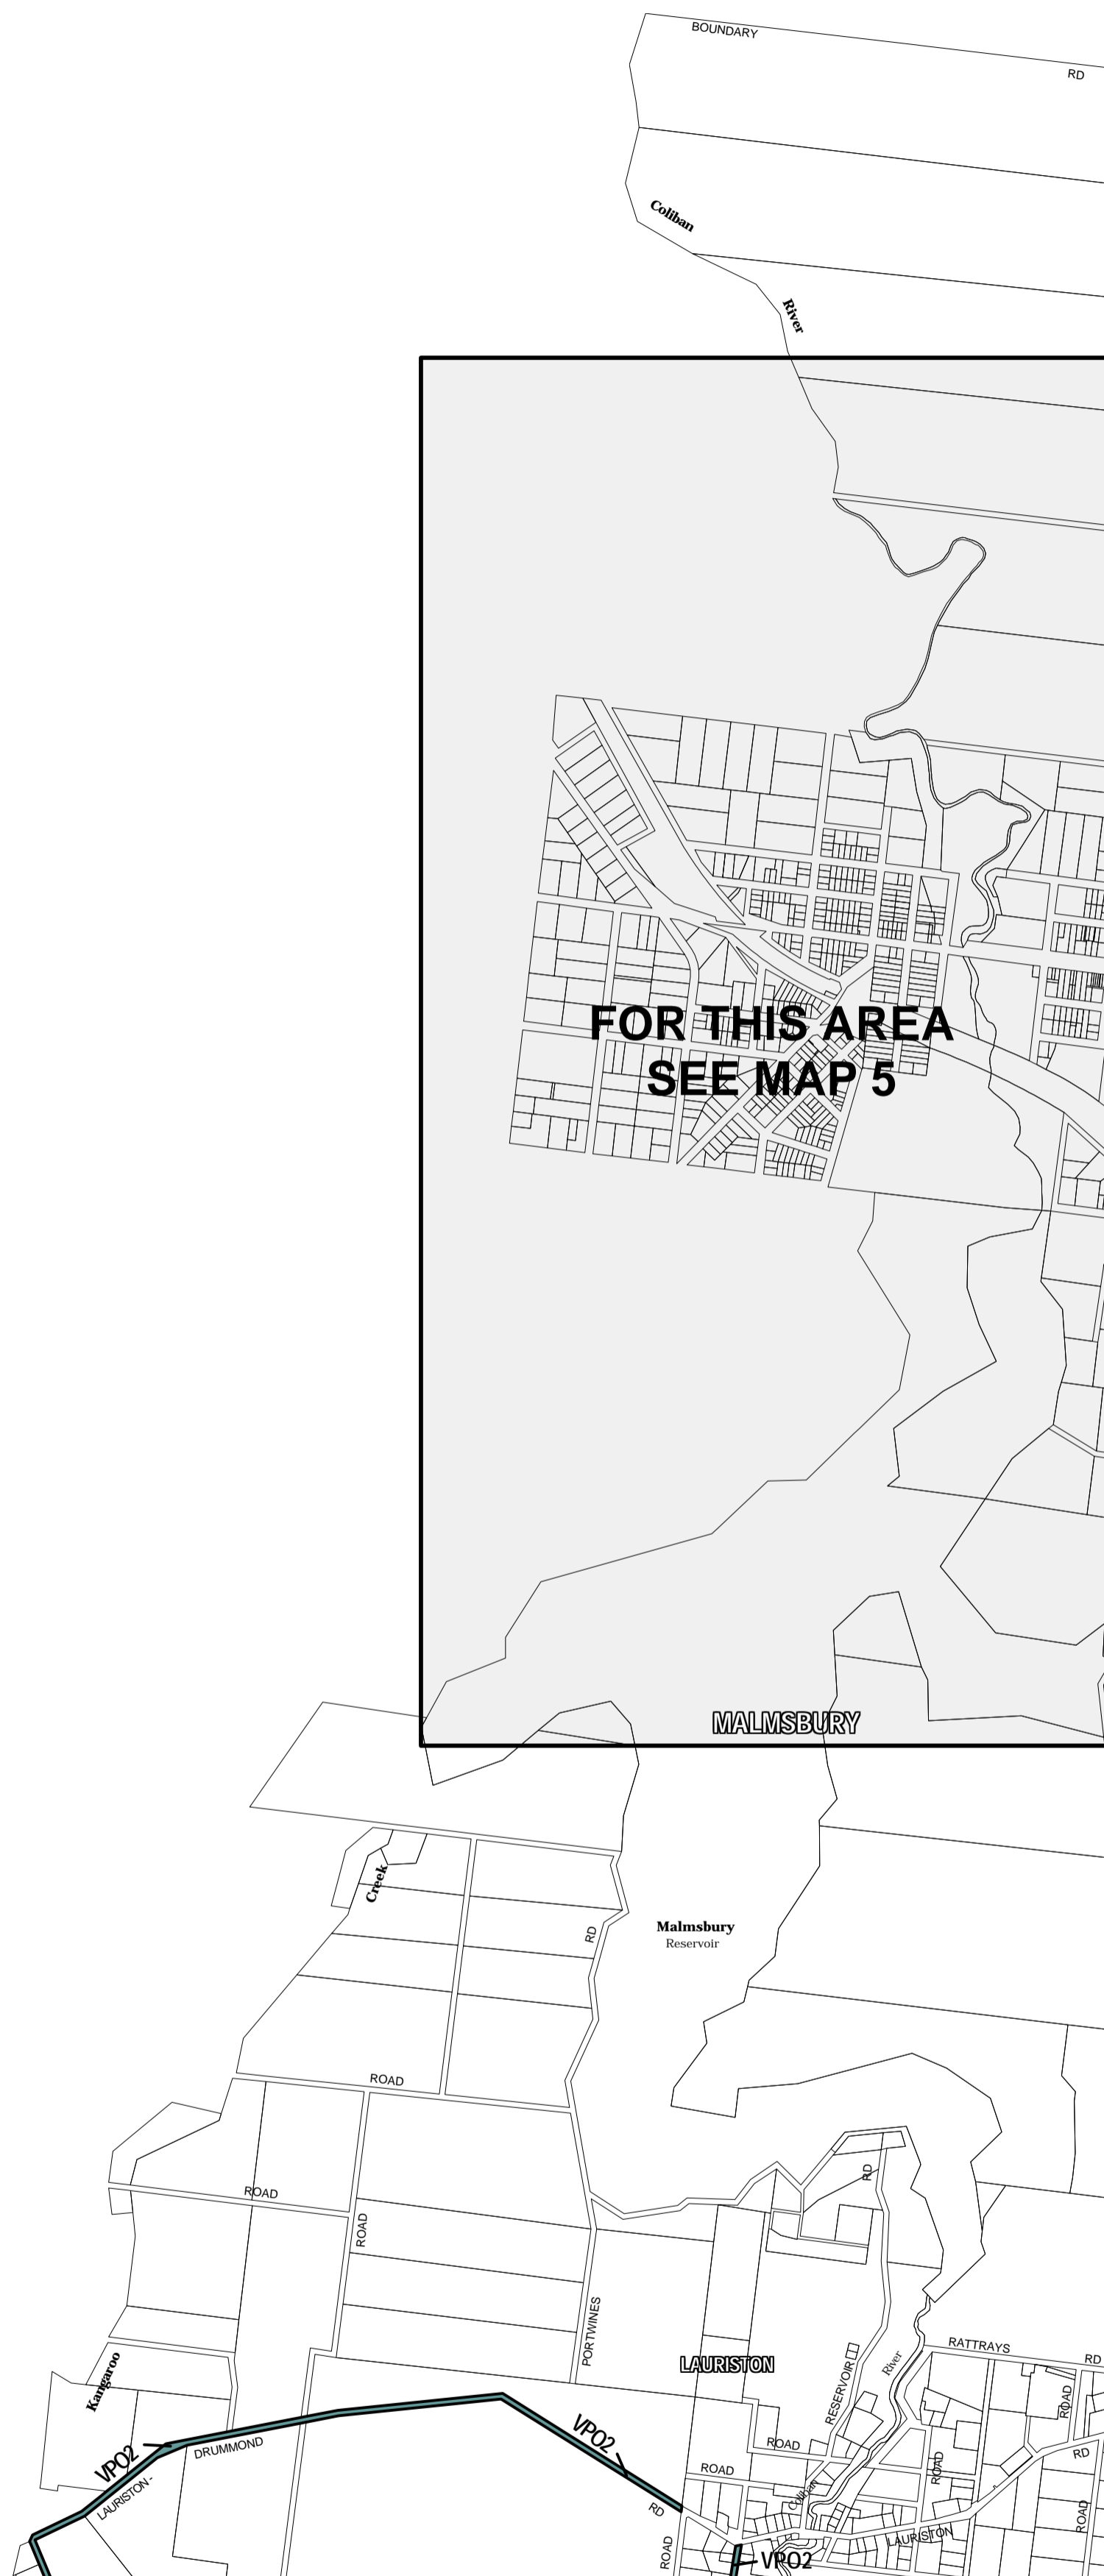 BOUNDARY
RD
Coliban
River
FOR THIS AREA
SEE MAP 5
MALMSBURY
Creek
RD
Malmsbury
Reservoir
ROAD
RD
ROAD
ROAD
PORTWINES
RATTRAYS
RD
LAURISTON
River
Kangaroo
RESERVOIR
ROAD
VPO2
VPO2
DRUMMOND
ROAD
RD
ROAD
ROAD
LAURISTON -
Coliban
RD
ROAD
LAURISTON
ROAD
VPO2